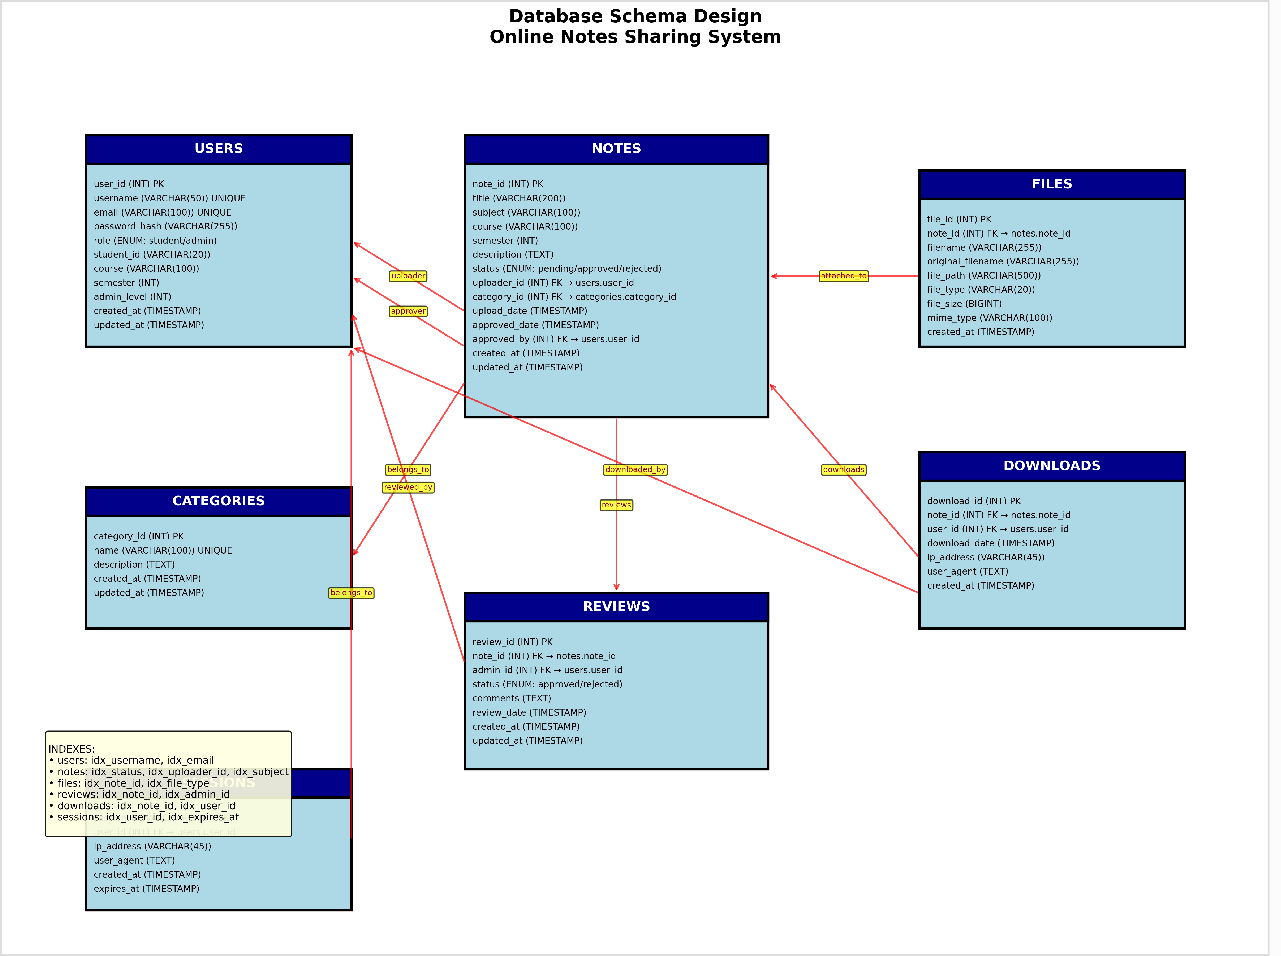 Database Schema Design
Online Notes Sharing System
USERS
user_id (INT) PK
username (VARCHAR(50)) UNIQUE
email (VARCHAR(100)) UNIQUE
password_hash (VARCHAR(255))
role (ENUM: student/admin)
student_id (VARCHAR(20))
course (VARCHAR(100))
semester (INT)
admin_level (INT)
created_at (TIMESTAMP)
updated_at (TIMESTAMP)
NOTES
note_id (INT) PK
title (VARCHAR(200))
subject (VARCHAR(100))
course (VARCHAR(100))
semester (INT)
description (TEXT)
status (ENUM: pending/approved/rejected)
uploader_id (INT) FK → users.user_id
category_id (INT) FK → categories.category_id
upload_date (TIMESTAMP)
approved_date (TIMESTAMP)
approved_by (INT) FK → users.user_id
created_at (TIMESTAMP)
updated_at (TIMESTAMP)
FILES
file_id (INT) PK
note_id (INT) FK → notes.note_id
filename (VARCHAR(255))
original_filename (VARCHAR(255))
file_path (VARCHAR(500))
file_type (VARCHAR(20))
file_size (BIGINT)
mime_type (VARCHAR(100))
created_at (TIMESTAMP)
uploader
approver
attached_to
belongs_to
reviewed_by
downloaded_by
downloads
reviews
belongs_to
CATEGORIES
category_id (INT) PK
name (VARCHAR(100)) UNIQUE
description (TEXT)
created_at (TIMESTAMP)
updated_at (TIMESTAMP)
DOWNLOADS
download_id (INT) PK
note_id (INT) FK → notes.note_id
user_id (INT) FK → users.user_id
download_date (TIMESTAMP)
ip_address (VARCHAR(45))
user_agent (TEXT)
created_at (TIMESTAMP)
REVIEWS
review_id (INT) PK
note_id (INT) FK → notes.note_id
admin_id (INT) FK → users.user_id
status (ENUM: approved/rejected)
comments (TEXT)
review_date (TIMESTAMP)
created_at (TIMESTAMP)
updated_at (TIMESTAMP)
INDEXES:
• users: idx_username, idx_email
• notes: idx_status, idx_uploader_id, idx_subject
• files: idx_note_id, idx_file_type
• reviews: idx_note_id, idx_admin_id
• downloads: idx_note_id, idx_user_id
• sessions: idx_user_id, idx_expires_at
user_id (INT) FK → users.user_id
ip_address (VARCHAR(45))
user_agent (TEXT)
created_at (TIMESTAMP)
expires_at (TIMESTAMP)